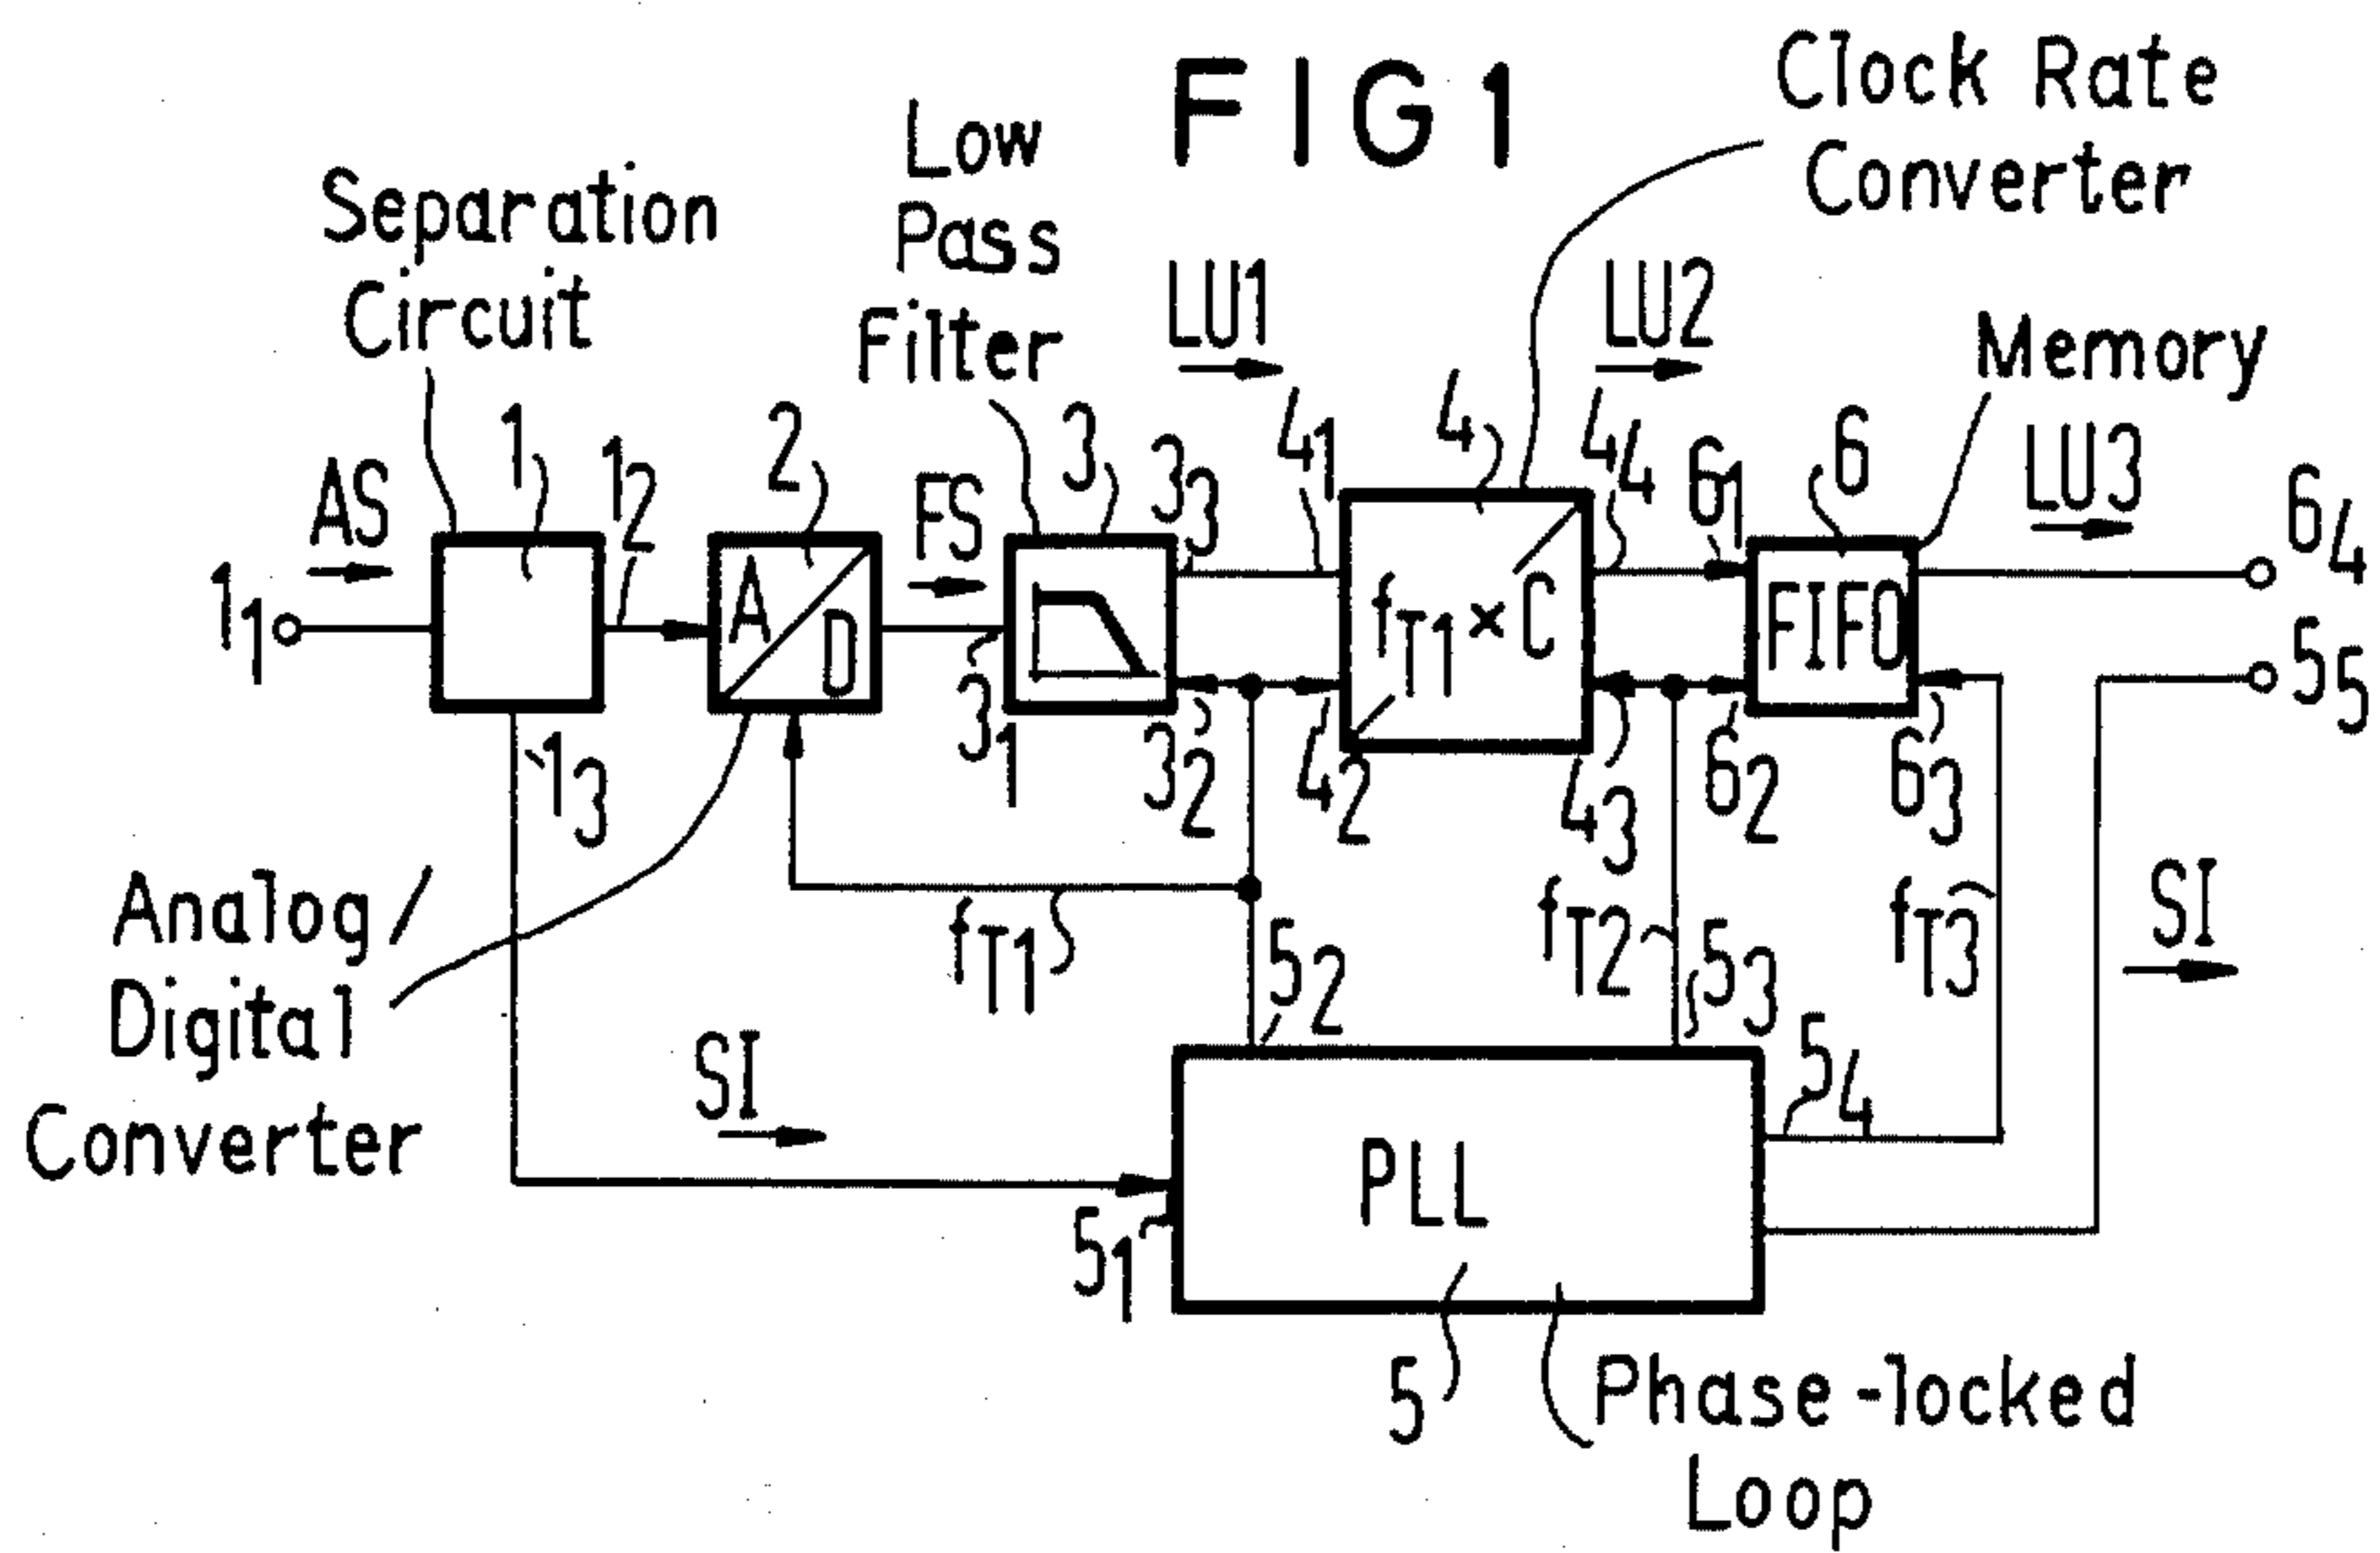 FIG 1
Clock Rate
Converter
Low
Pass
Filter
Separation
Circuit
LU1
LU2
Memory
LU3
AS
1
1₂
2
FS
3
3₃
4₁
4
4₄
6₁
6
6₄
1₁
A
D
fT1 × C
FIFO
5₅
1₃
3₁
3₂
4₂
4₃
6₂
6₃
Analog/
Digital
Converter
fT1
5₂
fT2
5₃
fT3
SI
SI
5₄
5₁
PLL
5
Phase-locked
Loop